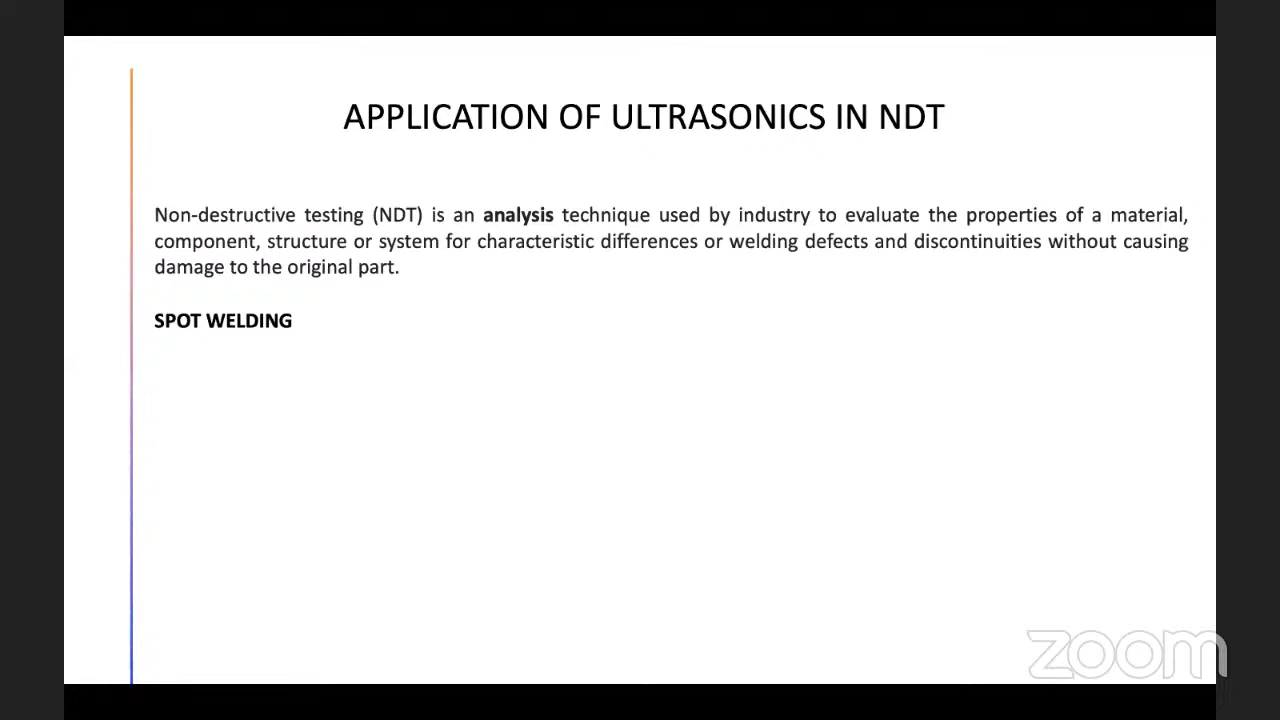 APPLICATION OF ULTRASONICS IN NDT
Non-destructive testing (NDT) is an analysis technique used by industry to evaluate the properties of a material,
component, structure or system for characteristic differences or welding defects and discontinuities without causing
damage to the original part.
SPOT WELDING
zoom